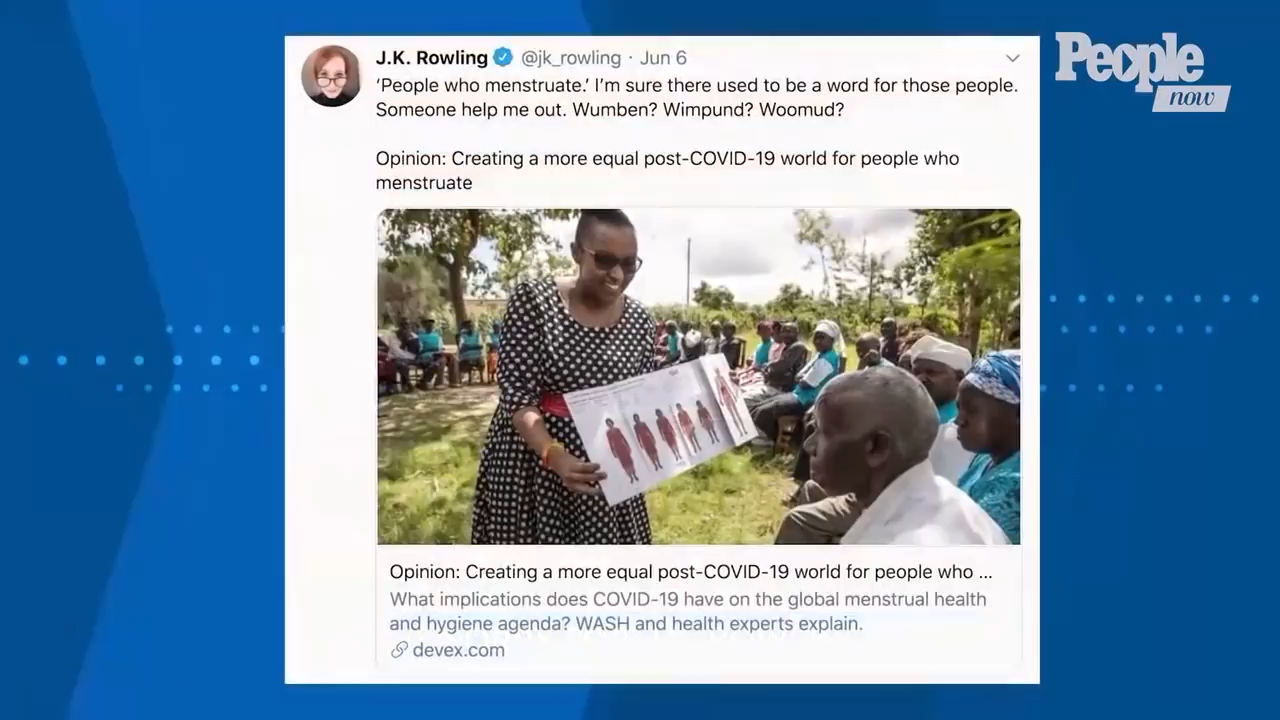 J.K. Rowling @jk_rowling · Jun 6
People
now
‘People who menstruate.’ I’m sure there used to be a word for those people.
Someone help me out. Wumben? Wimpund? Woomud?
Opinion: Creating a more equal post-COVID-19 world for people who
menstruate
Opinion: Creating a more equal post-COVID-19 world for people who ...
What implications does COVID-19 have on the global menstrual health
and hygiene agenda? WASH and health experts explain.
devex.com